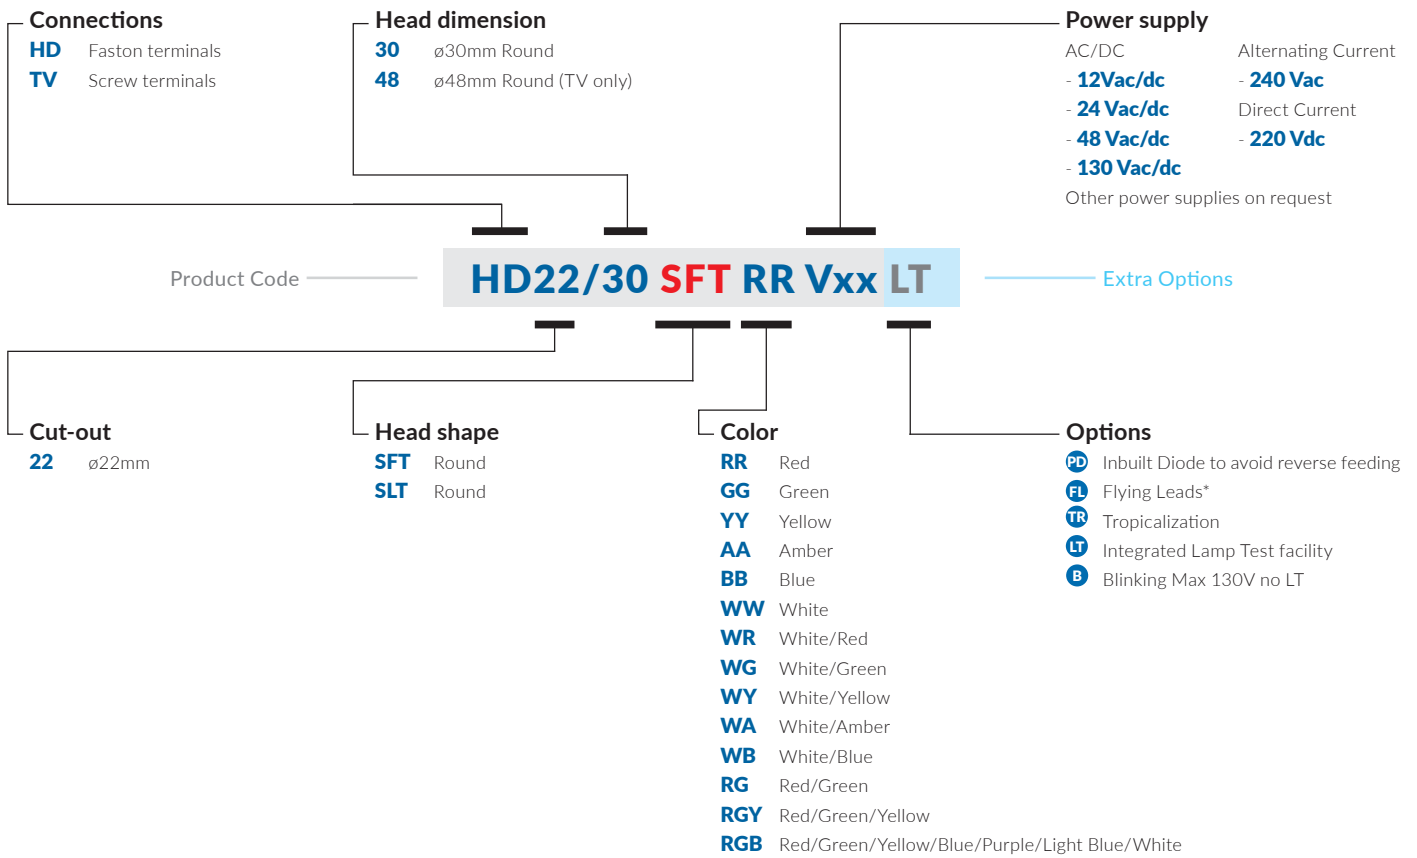 Connections
HD Faston terminals
TV Screw terminals
Head dimension
30 ø30mm Round
48 ø48mm Round (TV only)
Power supply
AC/DC
- 12Vac/dc
- 24 Vac/dc
- 48 Vac/dc
- 130 Vac/dc
Alternating Current
- 240 Vac
Direct Current
- 220 Vdc
Other power supplies on request
Product Code
HD22/30 SFT RR Vxx LT
Extra Options
Cut-out
22 ø22mm
Head shape
SFT Round
SLT Round
Color
RR Red
GG Green
YY Yellow
AA Amber
BB Blue
WW White
WR White/Red
WG White/Green
WY White/Yellow
WA White/Amber
WB White/Blue
RG Red/Green
RGY Red/Green/Yellow
RGB Red/Green/Yellow/Blue/Purple/Light Blue/White
Options
PD Inbuilt Diode to avoid reverse feeding
FL Flying Leads*
TR Tropicalization
LT Integrated Lamp Test facility
B Blinking Max 130V no LT